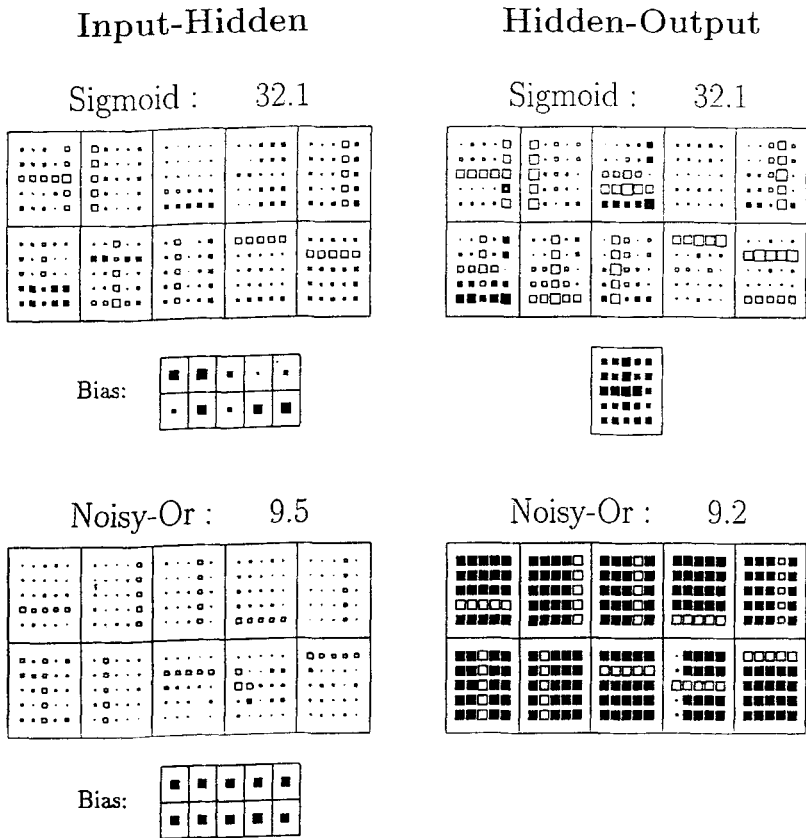 Input-Hidden Hidden-Output
Sigmoid : 32.1 Sigmoid : 32.1
Bias:
Noisy-Or : 9.5 Noisy-Or : 9.2
Bias: